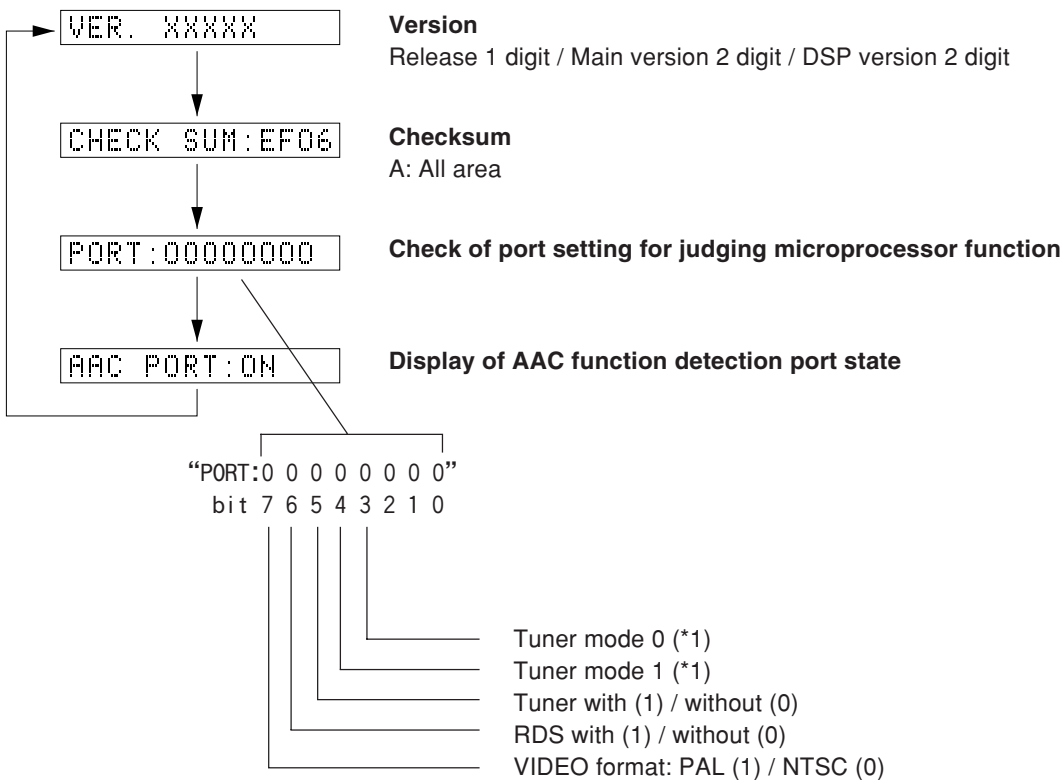 VER. XXXXX
Version
Release 1 digit / Main version 2 digit / DSP version 2 digit
CHECK SUM:EF06
Checksum
A: All area
PORT:00000000
Check of port setting for judging microprocessor function
AAC PORT:ON
Display of AAC function detection port state
“PORT:0 0 0 0 0 0 0 0”
bit 7 6 5 4 3 2 1 0
Tuner mode 0 (*1)
Tuner mode 1 (*1)
Tuner with (1) / without (0)
RDS with (1) / without (0)
VIDEO format: PAL (1) / NTSC (0)